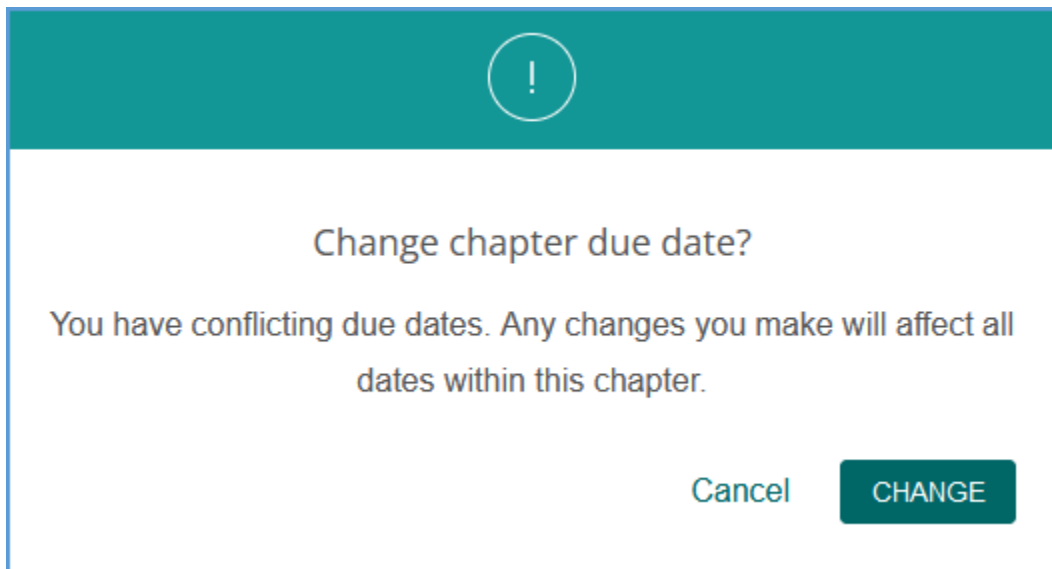 !
Change chapter due date?
You have conflicting due dates. Any changes you make will affect all
dates within this chapter.
Cancel CHANGE